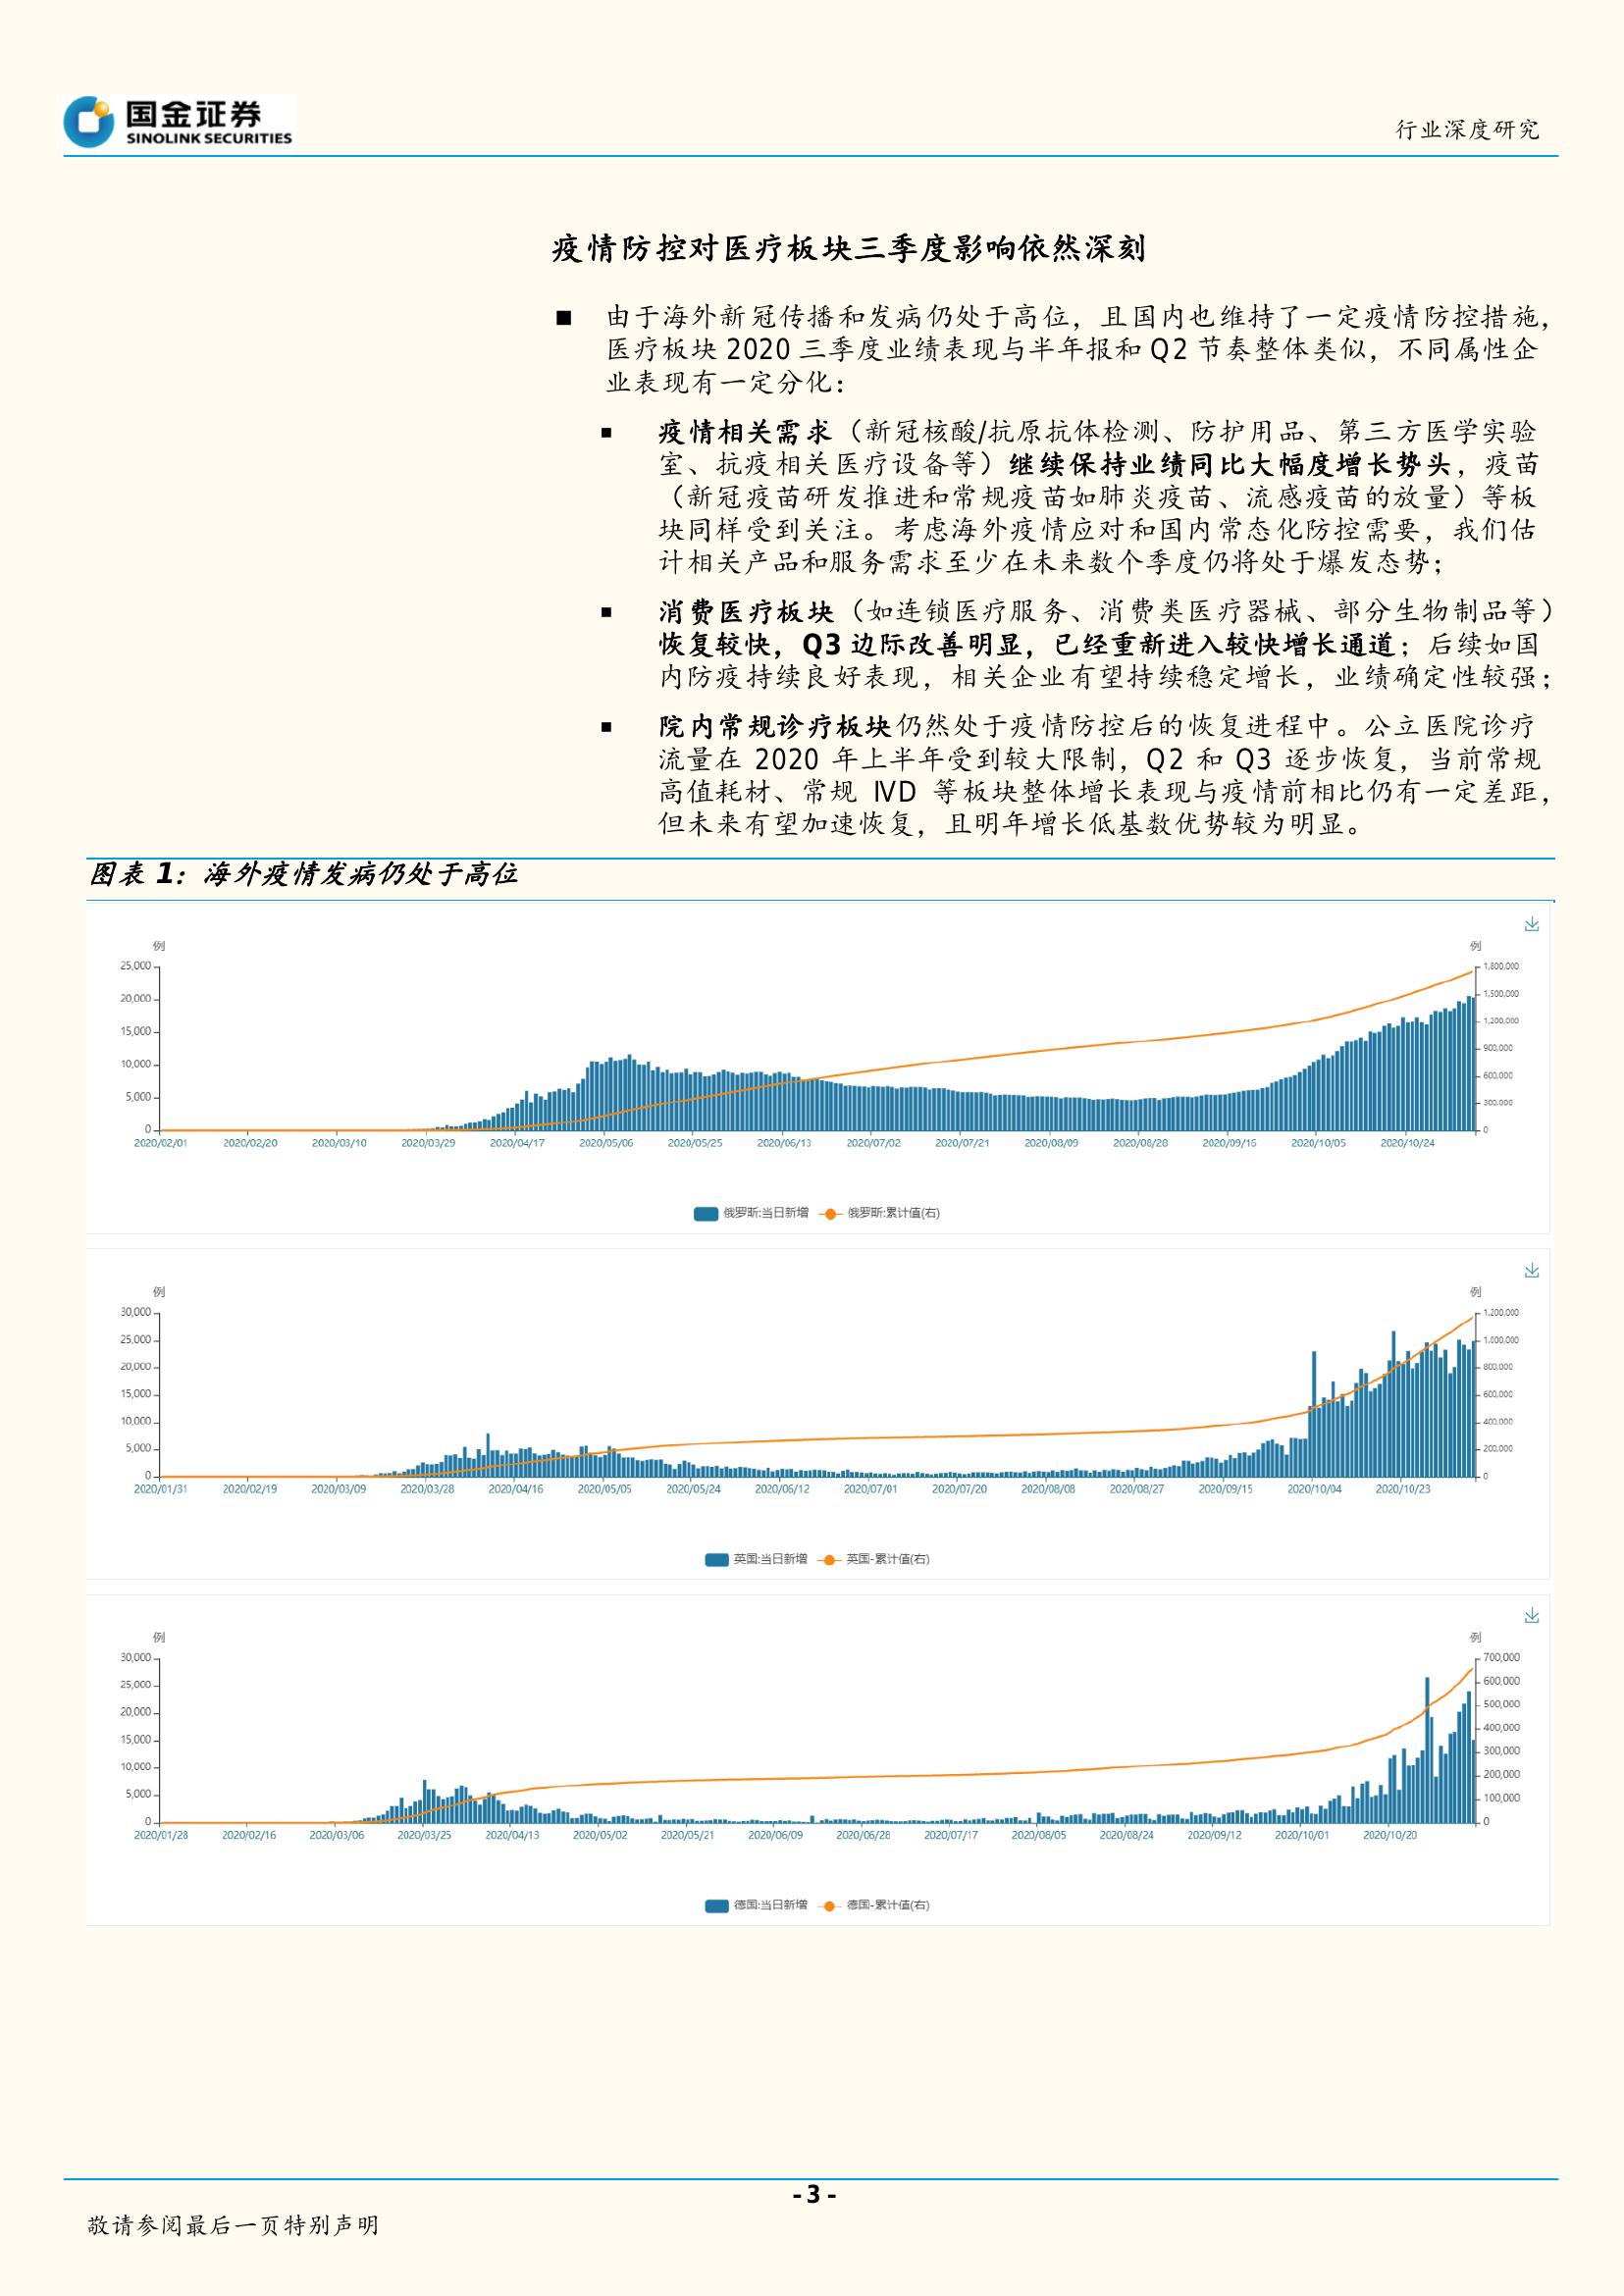 国金证券
SINOLINK SECURITIES
行业深度研究
疫情防控对医疗板块三季度影响依然深刻
■ 由于海外新冠传播和发病仍处于高位，且国内也维持了一定疫情防控措施，
医疗板块 2020 三季度业绩表现与半年报和 Q2 节奏整体类似，不同属性企
业表现有一定分化：
■ 疫情相关需求（新冠核酸/抗原抗体检测、防护用品、第三方医学实验
室、抗疫相关医疗设备等）继续保持业绩同比大幅度增长势头，疫苗
（新冠疫苗研发推进和常规疫苗如肺炎疫苗、流感疫苗的放量）等板
块同样受到关注。考虑海外疫情应对和国内常态化防控需要，我们估
计相关产品和服务需求至少在未来数个季度仍将处于爆发态势；
■ 消费医疗板块（如连锁医疗服务、消费类医疗器械、部分生物制品等）
恢复较快，Q3 边际改善明显，已经重新进入较快增长通道；后续如国
内防疫持续良好表现，相关企业有望持续稳定增长，业绩确定性较强；
■ 院内常规诊疗板块仍然处于疫情防控后的恢复进程中。公立医院诊疗
流量在 2020 年上半年受到较大限制，Q2 和 Q3 逐步恢复，当前常规
高值耗材、常规 IVD 等板块整体增长表现与疫情前相比仍有一定差距，
但未来有望加速恢复，且明年增长低基数优势较为明显。
图表 1：海外疫情发病仍处于高位
例 例
25,000 1,800,000
20,000 1,500,000
15,000 1,200,000
10,000 900,000
5,000 600,000
0 300,000
0
2020/02/01 2020/02/20 2020/03/10 2020/03/29 2020/04/17 2020/05/06 2020/05/25 2020/06/13 2020/07/02 2020/07/21 2020/08/09 2020/08/28 2020/09/16 2020/10/05 2020/10/24
俄罗斯:当日新增 俄罗斯:累计值(右)
例 例
30,000 1,200,000
25,000 1,000,000
20,000 800,000
15,000 600,000
10,000 400,000
5,000 200,000
0 0
2020/01/31 2020/02/19 2020/03/09 2020/03/28 2020/04/16 2020/05/05 2020/05/24 2020/06/12 2020/07/01 2020/07/20 2020/08/08 2020/08/27 2020/09/15 2020/10/04 2020/10/23
英国:当日新增 英国-累计值(右)
例 例
30,000 700,000
25,000 600,000
20,000 500,000
15,000 400,000
10,000 300,000
5,000 200,000
0 100,000
0
2020/01/28 2020/02/16 2020/03/06 2020/03/25 2020/04/13 2020/05/02 2020/05/21 2020/06/09 2020/06/28 2020/07/17 2020/08/05 2020/08/24 2020/09/12 2020/10/01 2020/10/20
德国:当日新增 德国-累计值(右)
- 3 -
敬请参阅最后一页特别声明